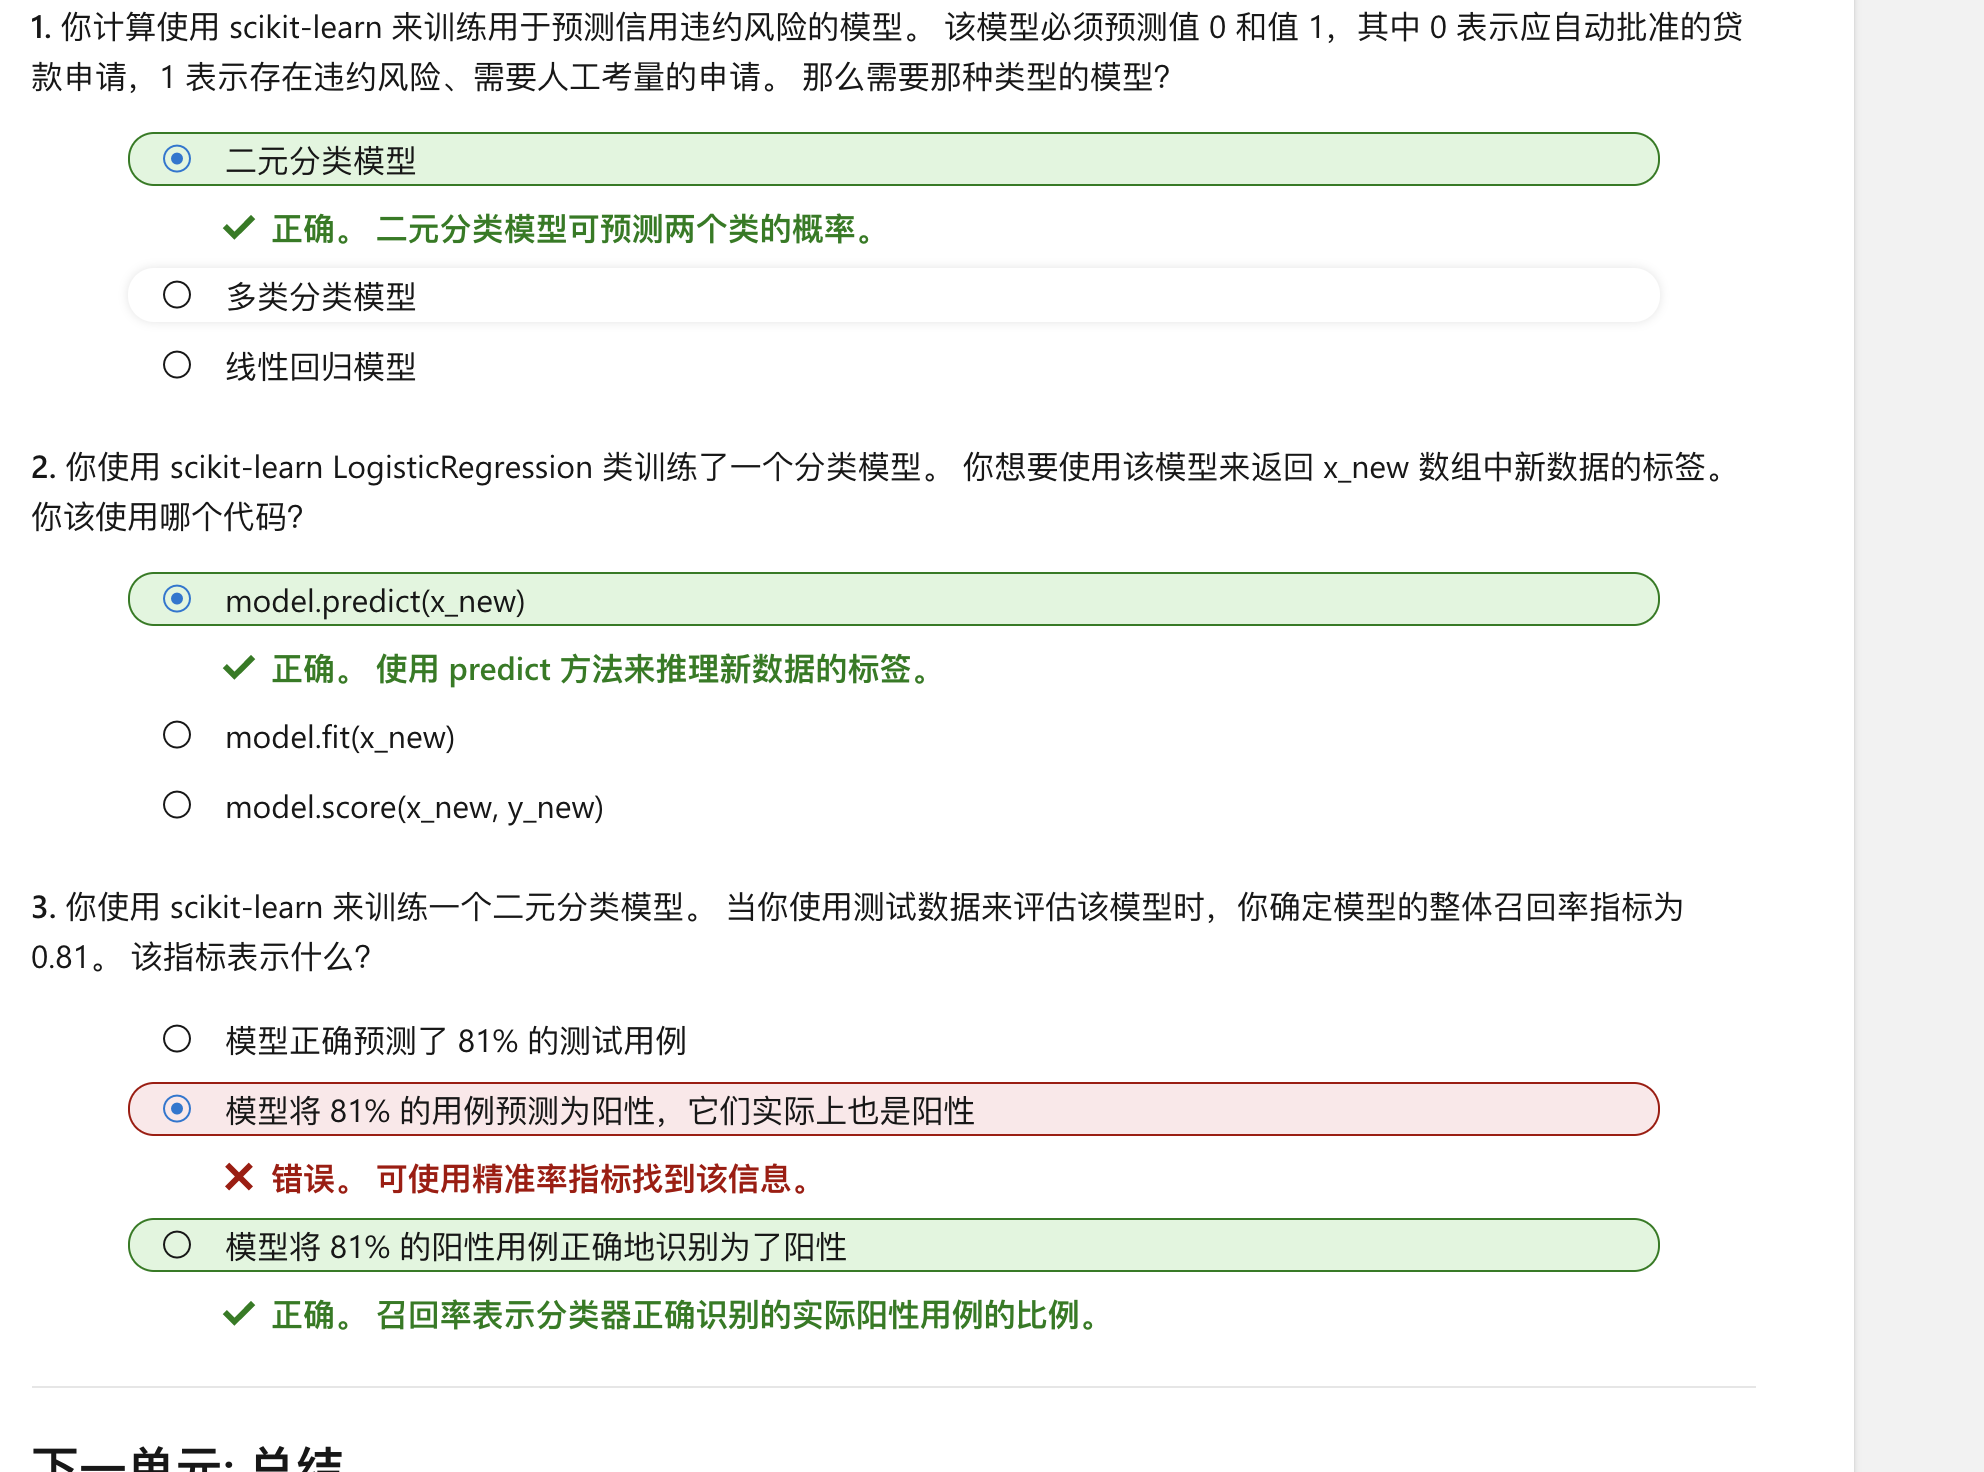 1. 你计算使用 scikit-learn 来训练用于预测信用违约风险的模型。 该模型必须预测值 0 和值 1，其中 0 表示应自动批准的贷
款申请，1 表示存在违约风险、需要人工考量的申请。 那么需要那种类型的模型?
二元分类模型
正确。 二元分类模型可预测两个类的概率。
多类分类模型
线性回归模型
2. 你使用 scikit-learn LogisticRegression 类训练了一个分类模型。 你想要使用该模型来返回 x_new 数组中新数据的标签。
你该使用哪个代码?
model.predict(x_new)
正确。 使用 predict 方法来推理新数据的标签。
model.fit(x_new)
model.score(x_new, y_new)
3. 你使用 scikit-learn 来训练一个二元分类模型。 当你使用测试数据来评估该模型时，你确定模型的整体召回率指标为
0.81。 该指标表示什么?
模型正确预测了 81% 的测试用例
模型将 81% 的用例预测为阳性，它们实际上也是阳性
错误。 可使用精准率指标找到该信息。
模型将 81% 的阳性用例正确地识别为了阳性
正确。 召回率表示分类器正确识别的实际阳性用例的比例。
下一单元: 总结